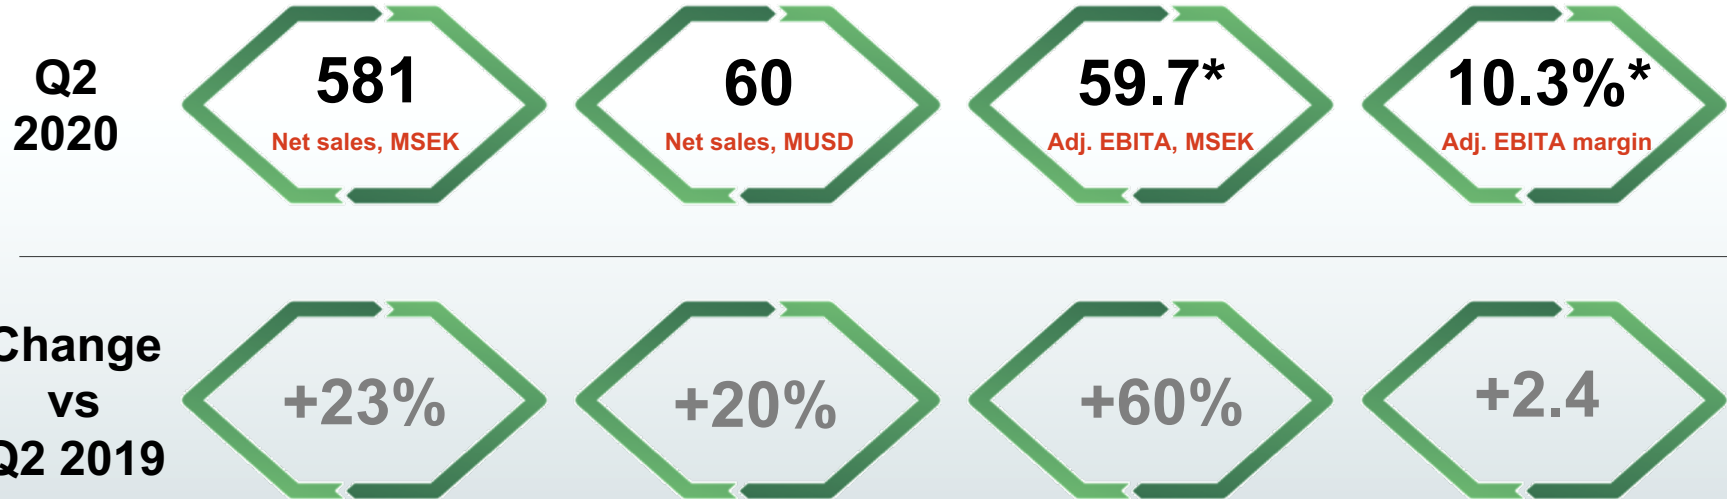 Q2
2020
581
Net sales, MSEK
60
Net sales, MUSD
59.7*
Adj. EBITA, MSEK
10.3%*
Adj. EBITA margin
Change
vs
Q2 2019
+23%
+20%
+60%
+2.4